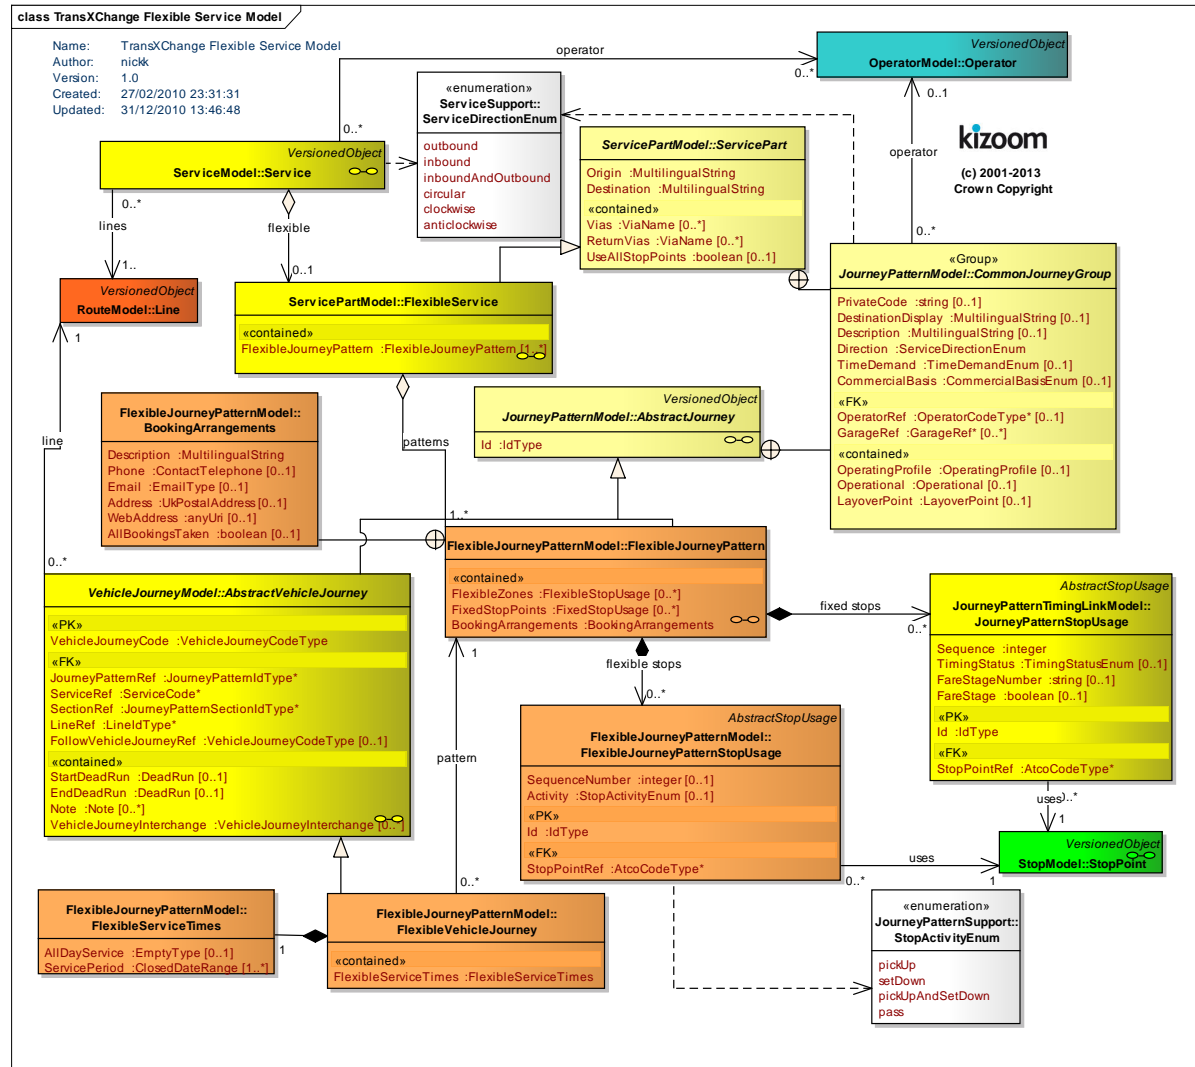 class TransXChange Flexible Service Model
Name: TransXChange Flexible Service Model
Author: nickk
Version: 1.0
Created: 27/02/2010 23:31:31
Updated: 31/12/2010 13:46:48
operator
0..*
VersionedObject
OperatorModel::Operator
0..1
operator
0..*
kizoom
(c) 2001-2013
Crown Copyright
«enumeration»
ServiceSupport::
ServiceDirectionEnum
outbound
inbound
inboundAndOutbound
circular
clockwise
anticlockwise
0..*
VersionedObject
ServiceModel::Service
0..*
lines
1..
flexible
0..1
ServicePartModel::ServicePart
Origin :MultilingualString
Destination :MultilingualString
«contained»
Vias :ViaName [0..*]
ReturnVias :ViaName [0..*]
UseAllStopPoints :boolean [0..1]
VersionedObject
RouteModel::Line
1
line
0..*
ServicePartModel::FlexibleService
«contained»
FlexibleJourneyPattern :FlexibleJourneyPattern [1..*]
patterns
1..*
«Group»
JourneyPatternModel::CommonJourneyGroup
PrivateCode :string [0..1]
DestinationDisplay :MultilingualString [0..1]
Description :MultilingualString [0..1]
Direction :ServiceDirectionEnum
TimeDemand :TimeDemandEnum [0..1]
CommercialBasis :CommercialBasisEnum [0..1]
«FK»
OperatorRef :OperatorCodeType* [0..1]
GarageRef :GarageRef* [0..*]
«contained»
OperatingProfile :OperatingProfile [0..1]
Operational :Operational [0..1]
LayoverPoint :LayoverPoint [0..1]
VersionedObject
JourneyPatternModel::AbstractJourney
Id :IdType
FlexibleJourneyPatternModel::
BookingArrangements
Description :MultilingualString
Phone :ContactTelephone [0..1]
Email :EmailType [0..1]
Address :UkPostalAddress [0..1]
WebAddress :anyUri [0..1]
AllBookingsTaken :boolean [0..1]
FlexibleJourneyPatternModel::FlexibleJourneyPattern
«contained»
FlexibleZones :FlexibleStopUsage [0..*]
FixedStopPoints :FixedStopUsage [0..*]
BookingArrangements :BookingArrangements
1
fixed stops
0..*
flexible stops
0..*
VehicleJourneyModel::AbstractVehicleJourney
«PK»
VehicleJourneyCode :VehicleJourneyCodeType
«FK»
JourneyPatternRef :JourneyPatternIdType*
ServiceRef :ServiceCode*
SectionRef :JourneyPatternSectionIdType*
LineRef :LineIdType*
FollowVehicleJourneyRef :VehicleJourneyCodeType [0..1]
«contained»
StartDeadRun :DeadRun [0..1]
EndDeadRun :DeadRun [0..1]
Note :Note [0..*]
VehicleJourneyInterchange :VehicleJourneyInterchange [0..*]
pattern
0..*
AbstractStopUsage
JourneyPatternTimingLinkModel::
JourneyPatternStopUsage
Sequence :integer
TimingStatus :TimingStatusEnum [0..1]
FareStageNumber :string [0..1]
FareStage :boolean [0..1]
«PK»
Id :IdType
«FK»
StopPointRef :AtcoCodeType*
uses
0..*
1
AbstractStopUsage
FlexibleJourneyPatternModel::
FlexibleJourneyPatternStopUsage
SequenceNumber :integer [0..1]
Activity :StopActivityEnum [0..1]
«PK»
Id :IdType
«FK»
StopPointRef :AtcoCodeType*
uses
0..*
1
VersionedObject
StopModel::StopPoint
«enumeration»
JourneyPatternSupport::
StopActivityEnum
pickUp
setDown
pickUpAndSetDown
pass
FlexibleJourneyPatternModel::
FlexibleServiceTimes
AllDayService :EmptyType [0..1]
ServicePeriod :ClosedDateRange [1..*]
1
FlexibleJourneyPatternModel::
FlexibleVehicleJourney
«contained»
FlexibleServiceTimes :FlexibleServiceTimes